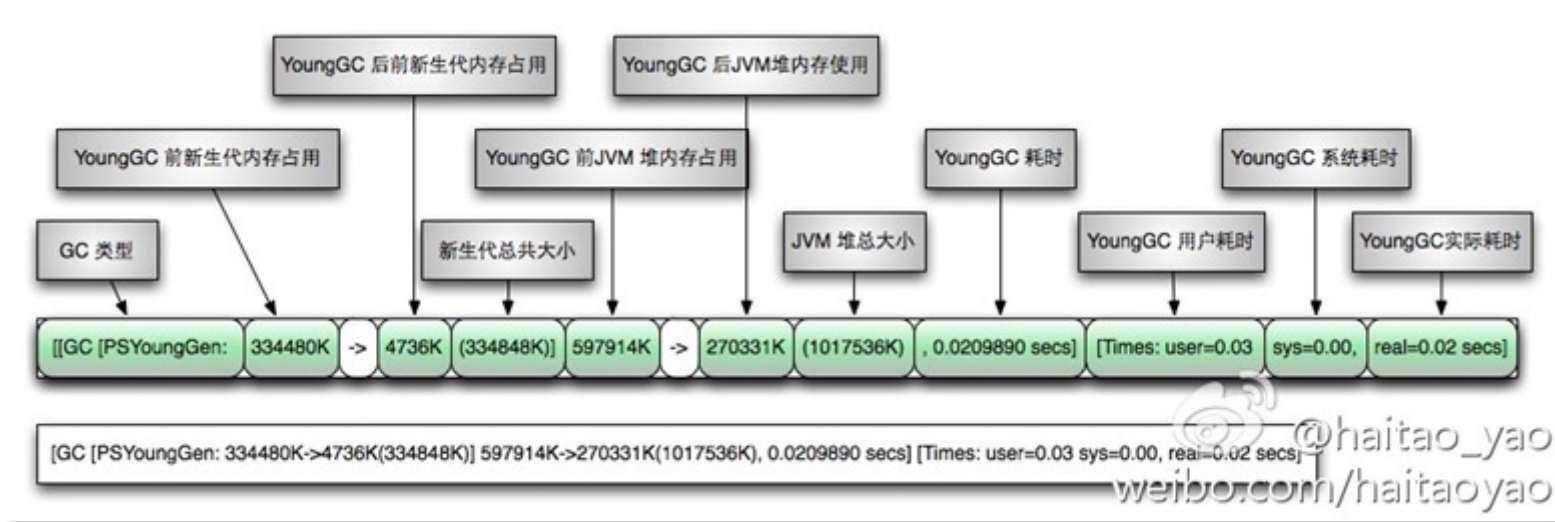 YoungGC 后前新生代内存占用
YoungGC 后JVM堆内存使用
YoungGC 前新生代内存占用
YoungGC 前JVM 堆内存占用
YoungGC 耗时
YoungGC 系统耗时
GC 类型
新生代总共大小
JVM 堆总大小
YoungGC 用户耗时
YoungGC实际耗时
[[GC [PSYoungGen: 334480K -> 4736K (334848K)] 597914K -> 270331K (1017536K) , 0.0209890 secs] [Times: user=0.03 sys=0.00, real=0.02 secs]
[GC [PSYoungGen: 334480K->4736K(334848K)] 597914K->270331K(1017536K), 0.0209890 secs] [Times: user=0.03 sys=0.00, real=0.02 secs]
@haitao_yao
weibo.com/haitaoyao